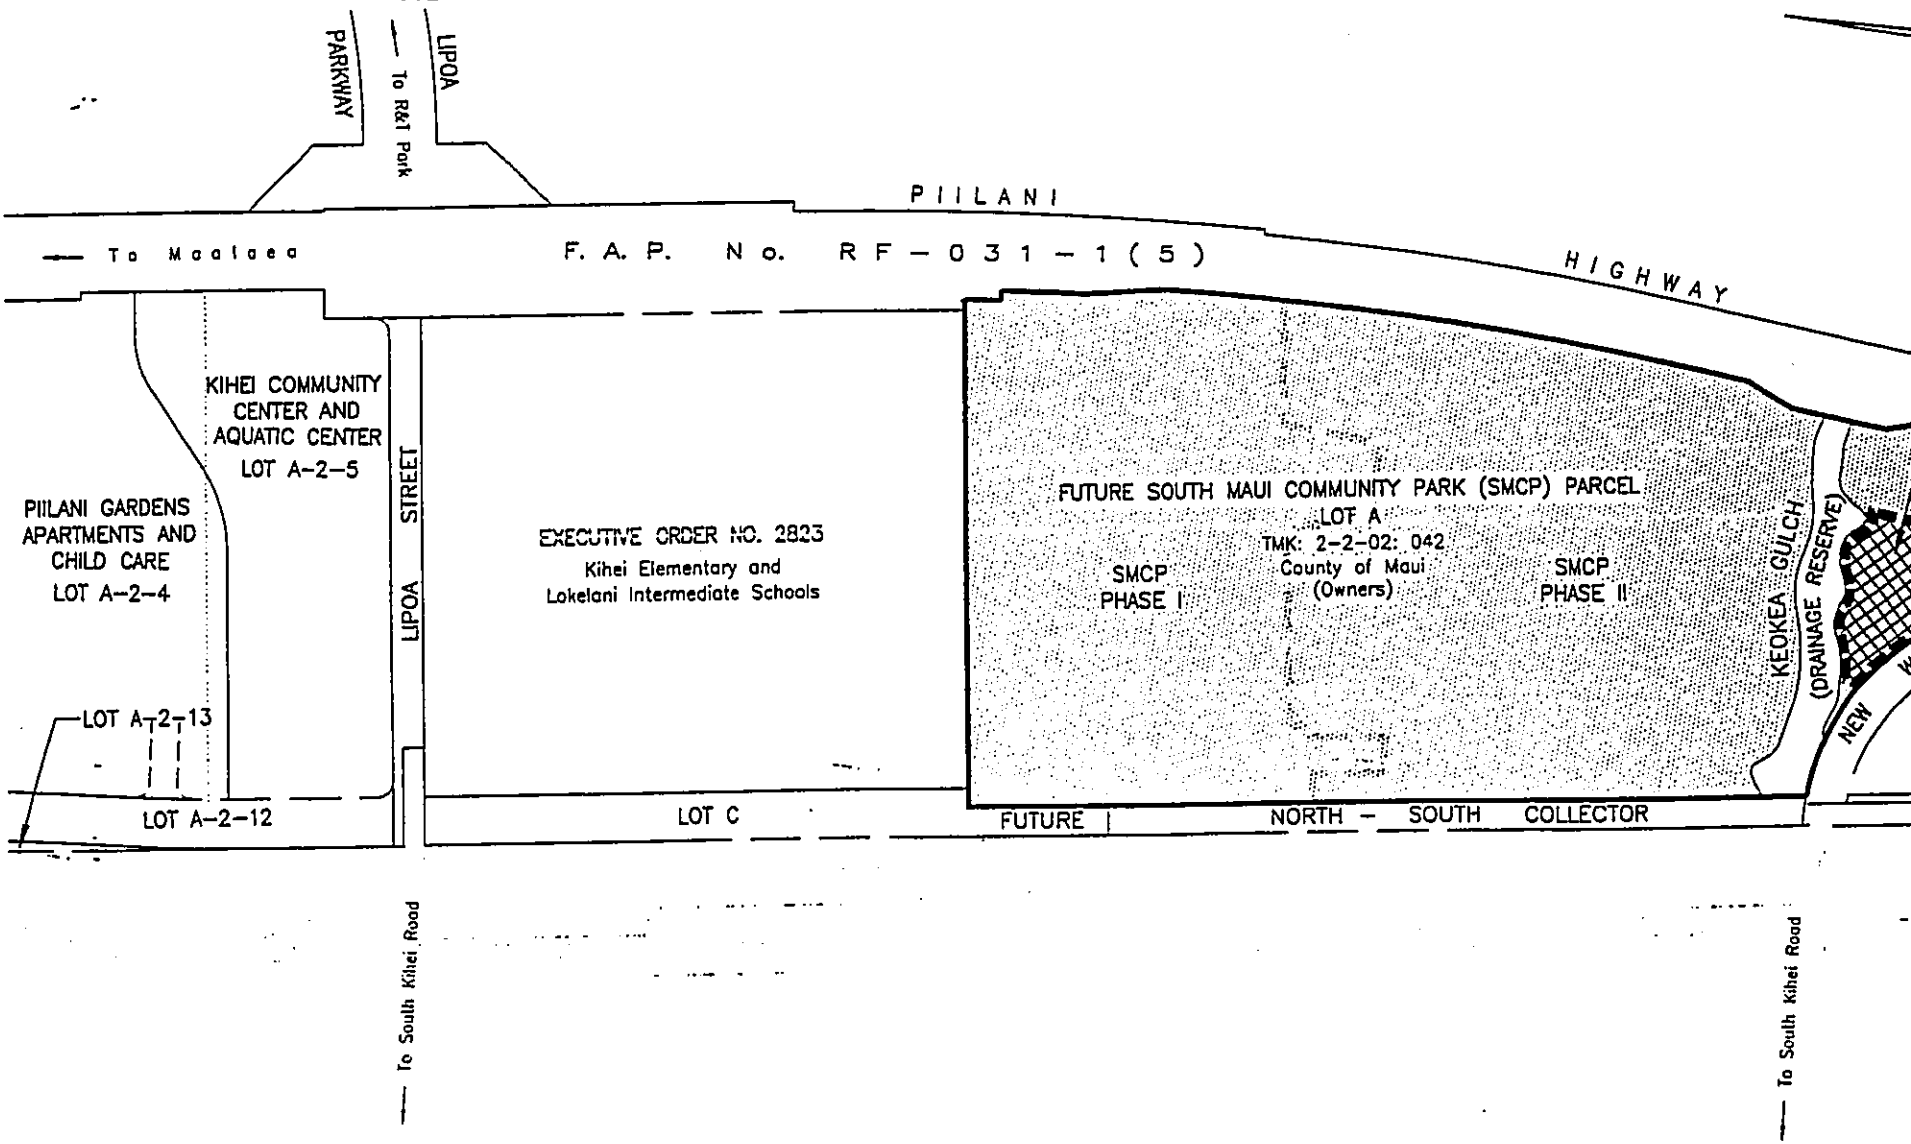 PARKWAY
To R&T Park
LIPOA
PIILANI
To Maalaea
F. A. P. No. RF-031-1(5)
HIGHWAY
KIHEI COMMUNITY
CENTER AND
AQUATIC CENTER
LOT A-2-5
PIILANI GARDENS
APARTMENTS AND
CHILD CARE
LOT A-2-4
LIPOA STREET
EXECUTIVE ORDER NO. 2823
Kihei Elementary and
Lokelani Intermediate Schools
FUTURE SOUTH MAUI COMMUNITY PARK (SMCP) PARCEL
LOT A
TMK: 2-2-02: 042
County of Maui
(Owners)
SMCP
PHASE I
SMCP
PHASE II
KEOKEA GULCH
(DRAINAGE RESERVE)
NEW
LOT A-2-13
LOT A-2-12
LOT C
FUTURE NORTH - SOUTH COLLECTOR
To South Kihei Road
To South Kihei Road